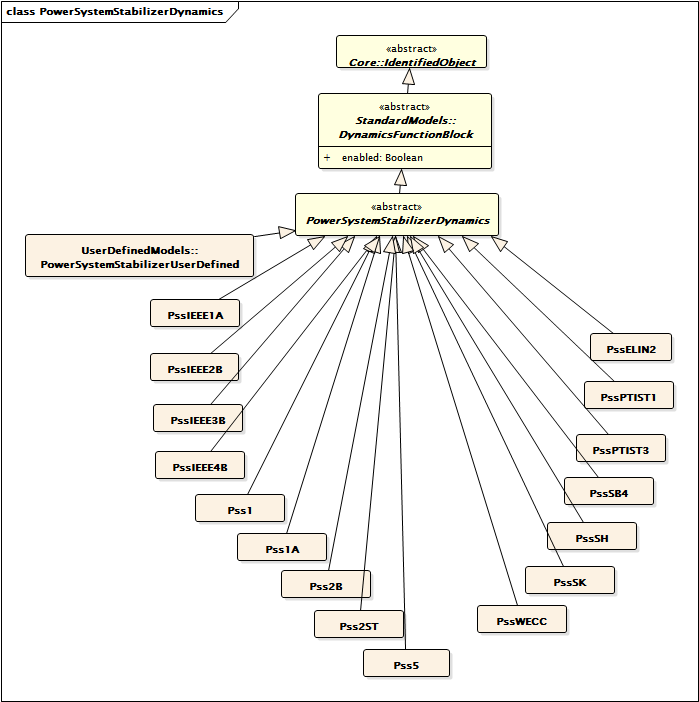 class PowerSystemStabilizerDynamics
«abstract»
Core::IdentifiedObject
«abstract»
StandardModels::
DynamicsFunctionBlock
+ enabled: Boolean
«abstract»
PowerSystemStabilizerDynamics
UserDefinedModels::
PowerSystemStabilizerUserDefined
PssIEEE1A
PssIEEE2B
PssIEEE3B
PssIEEE4B
Pss1
Pss1A
Pss2B
Pss2ST
Pss5
PssELIN2
PssPTIST1
PssPTIST3
PssSB4
PssSH
PssSK
PssWECC